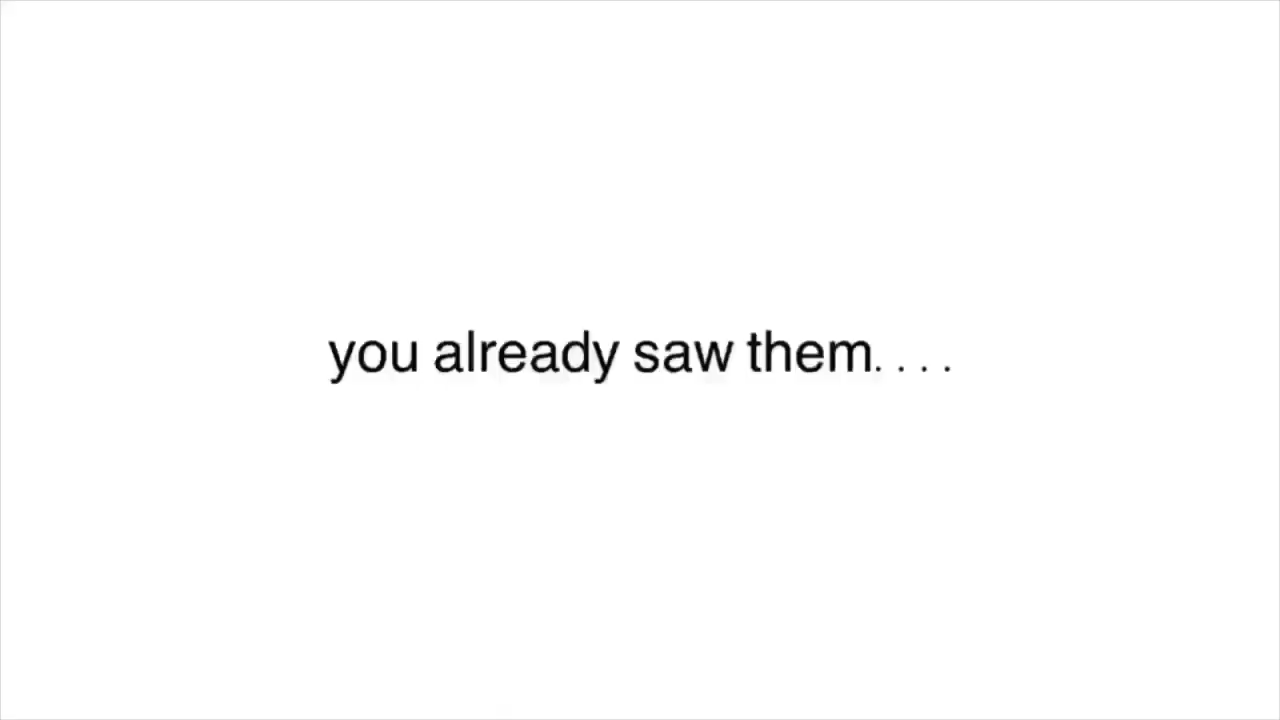 you already saw them. . . .